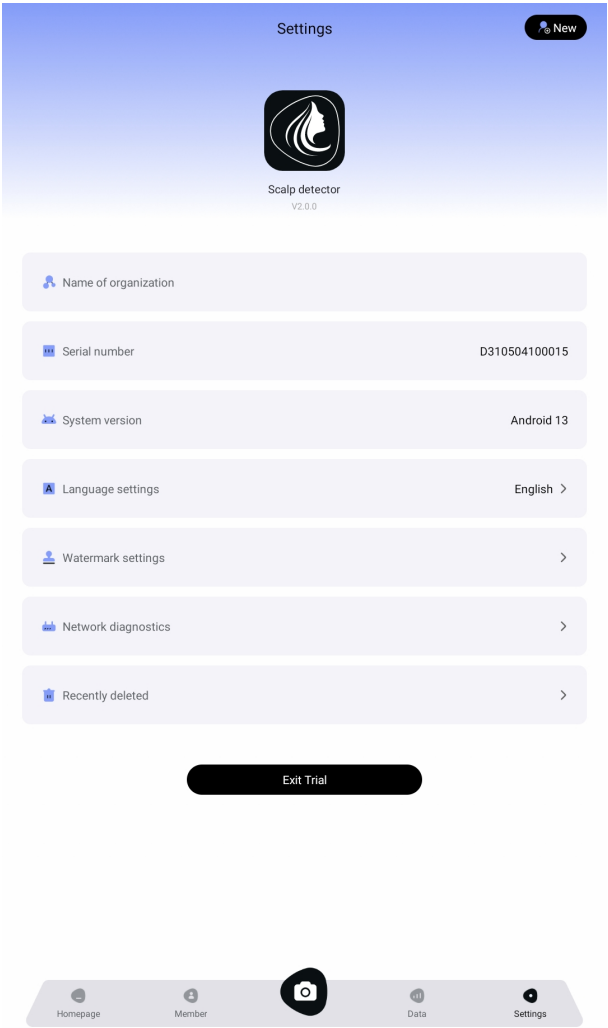 Settings
New
Scalp detector
V2.0.0
Name of organization
Serial number D310504100015
System version Android 13
A Language settings English
Watermark settings
Network diagnostics
Recently deleted
Exit Trial
Homepage Member Data Settings